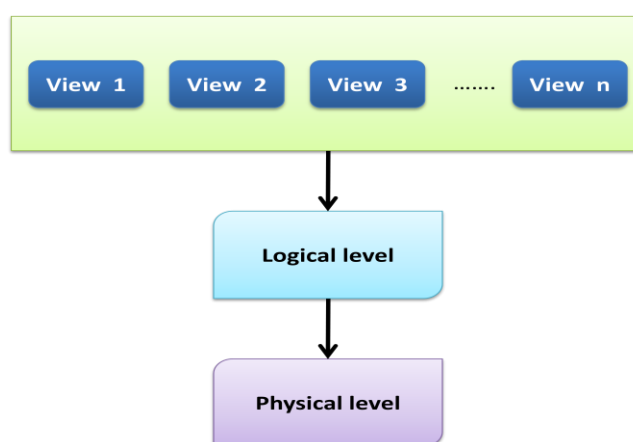 View 1 View 2 View 3 ....... View n
Logical level
Physical level